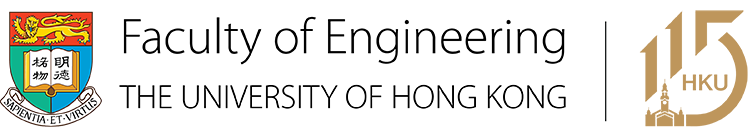 Faculty of Engineering
THE UNIVERSITY OF HONG KONG
明德
格物
SAPIENTIA·ET·VIRTUS
115
HKU